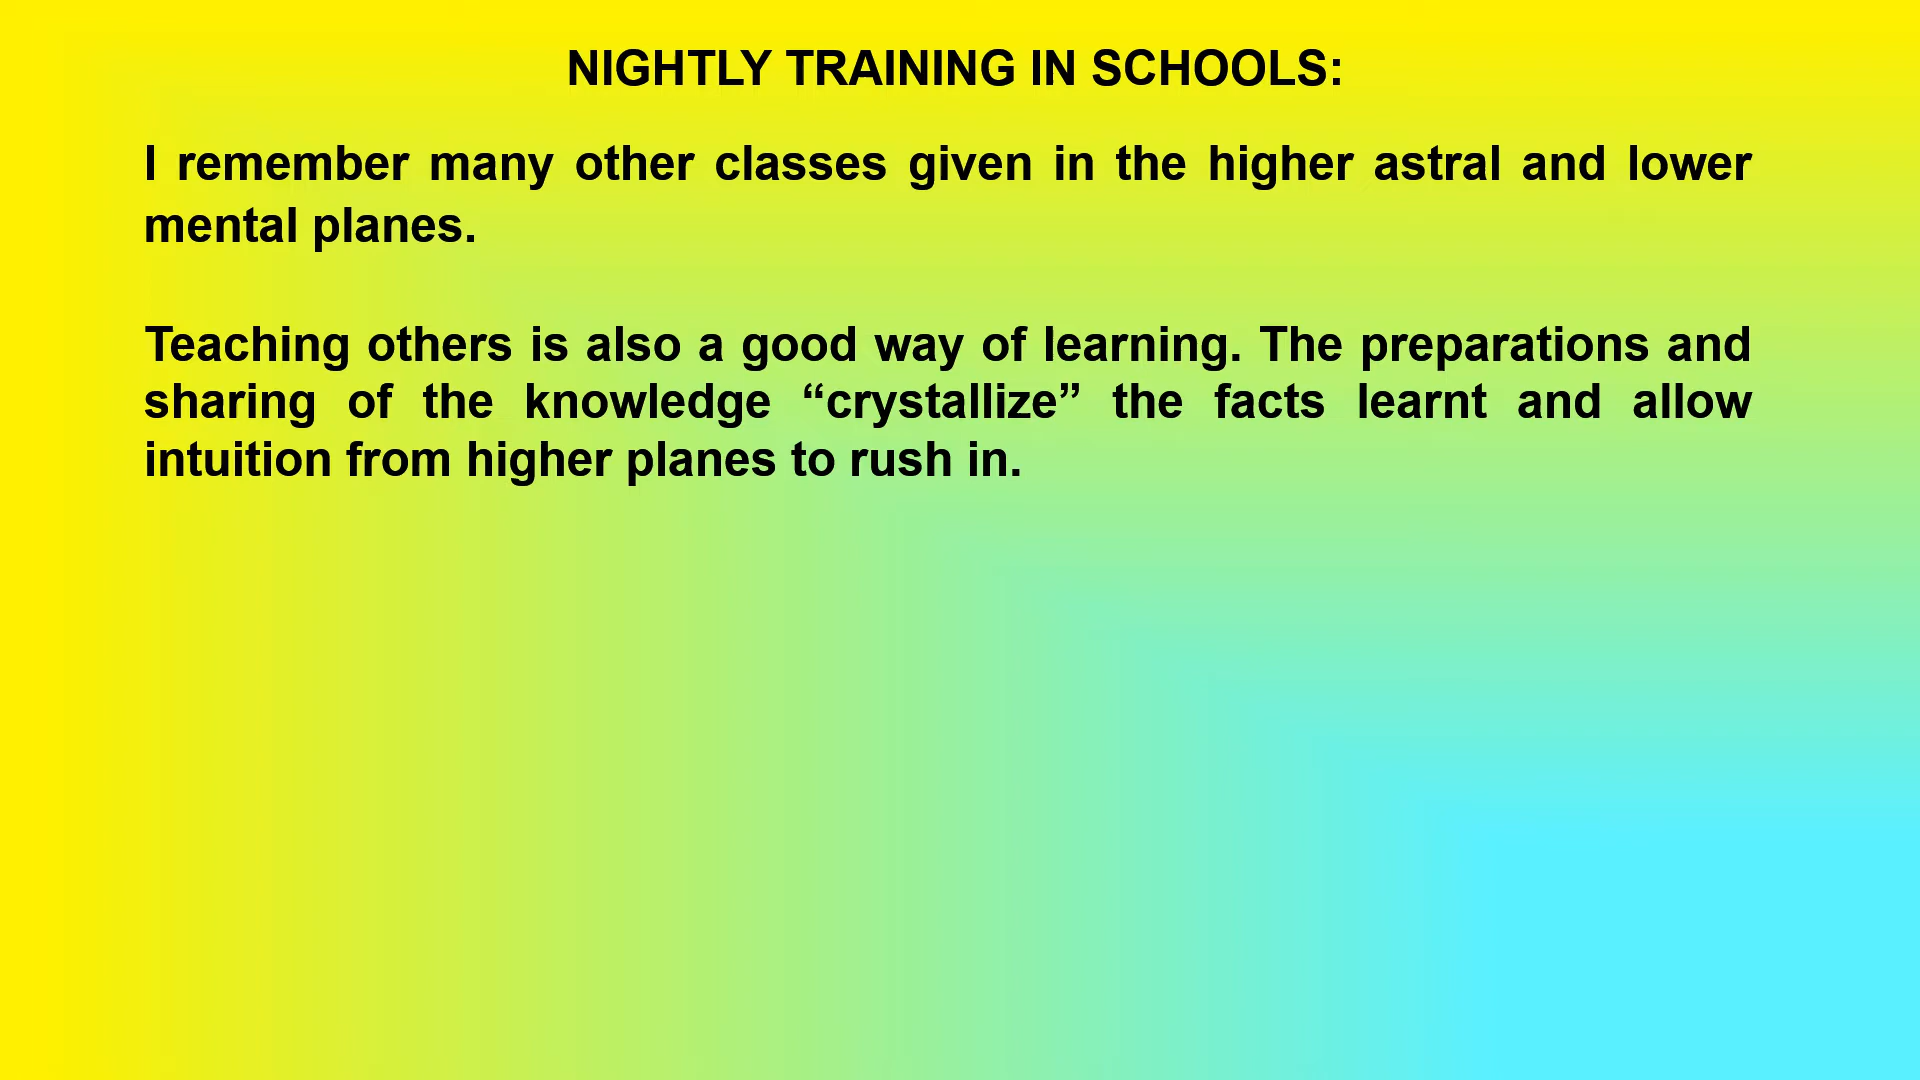 NIGHTLY TRAINING IN SCHOOLS:
I remember many other classes given in the higher astral and lower
mental planes.
Teaching others is also a good way of learning. The preparations and
sharing of the knowledge “crystallize” the facts learnt and allow
intuition from higher planes to rush in.